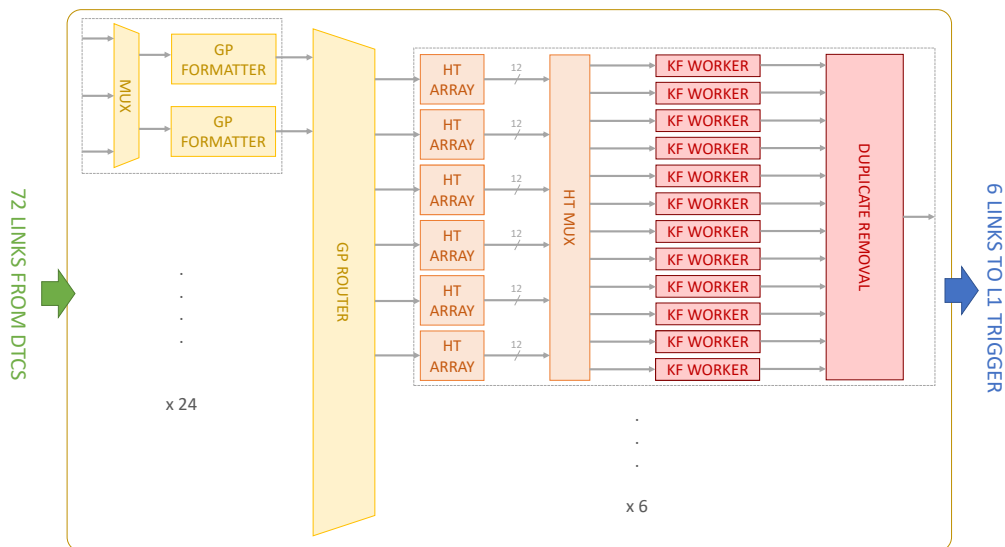 72 LINKS FROM DTCS
MUX
GP
FORMATTER
GP
FORMATTER
x 24
GP ROUTER
HT
ARRAY
HT
ARRAY
HT
ARRAY
HT
ARRAY
HT
ARRAY
HT
ARRAY
12
12
12
12
12
12
HT MUX
KF WORKER
KF WORKER
KF WORKER
KF WORKER
KF WORKER
KF WORKER
KF WORKER
KF WORKER
KF WORKER
KF WORKER
KF WORKER
KF WORKER
DUPLICATE REMOVAL
x 6
6 LINKS TO L1 TRIGGER